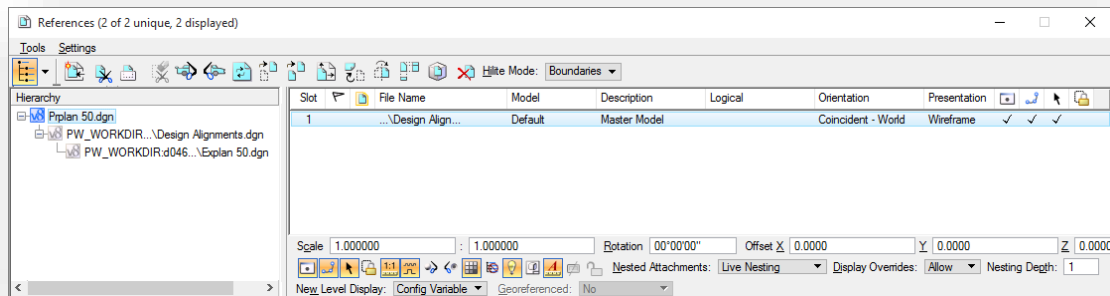 References (2 of 2 unique, 2 displayed)
Tools Settings
Hilite Mode: Boundaries
Hierarchy
Slot File Name Model Description Logical Orientation Presentation
Prplan 50.dgn
1 ...\Design Align... Default Master Model Coincident - World Wireframe
PW_WORKDIR...\Design Alignments.dgn
PW_WORKDIR:d046...\Explan 50.dgn
Scale 1.000000 : 1.000000 Rotation 00°00'00" Offset X 0.0000 Y 0.0000 Z 0.0000
1:1 Nested Attachments: Live Nesting Display Overrides: Allow Nesting Depth: 1
New Level Display: Config Variable Georeferenced: No